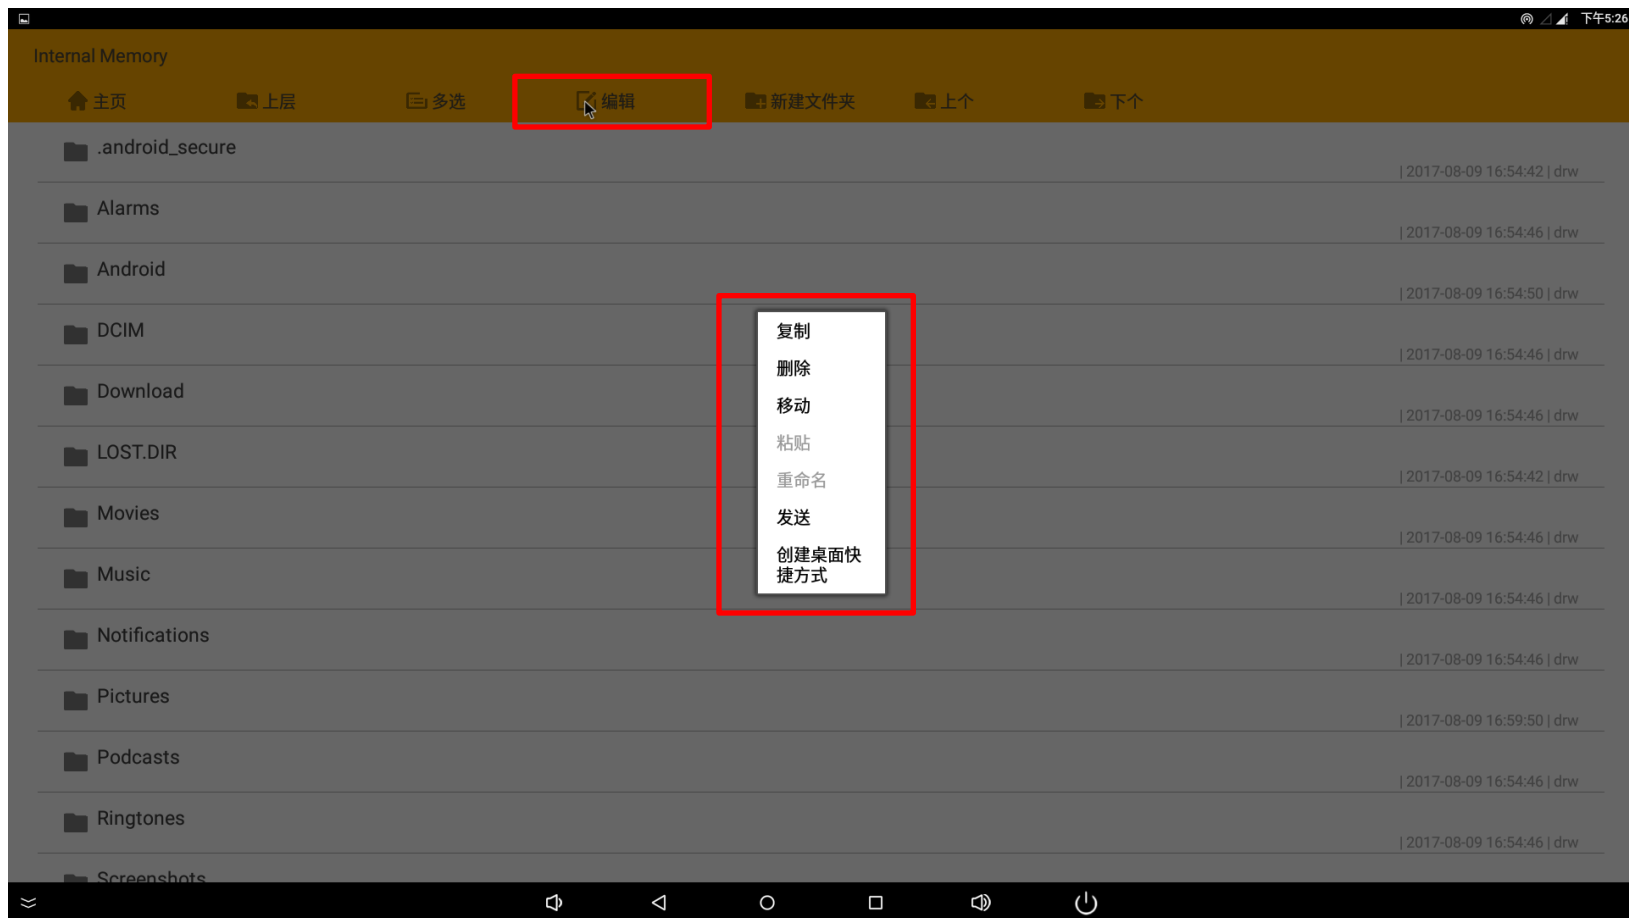 下午5:26
Internal Memory
主页 上层 多选 编辑 新建文件夹 上个 下个
.android_secure
| 2017-08-09 16:54:42 | drw
Alarms
| 2017-08-09 16:54:46 | drw
Android
| 2017-08-09 16:54:50 | drw
DCIM
| 2017-08-09 16:54:46 | drw
Download
| 2017-08-09 16:54:46 | drw
LOST.DIR
| 2017-08-09 16:54:42 | drw
Movies
| 2017-08-09 16:54:46 | drw
Music
| 2017-08-09 16:54:46 | drw
Notifications
| 2017-08-09 16:54:46 | drw
Pictures
| 2017-08-09 16:59:50 | drw
Podcasts
| 2017-08-09 16:54:46 | drw
Ringtones
| 2017-08-09 16:54:46 | drw
Screenshots
复制
删除
移动
粘贴
重命名
发送
创建桌面快
捷方式